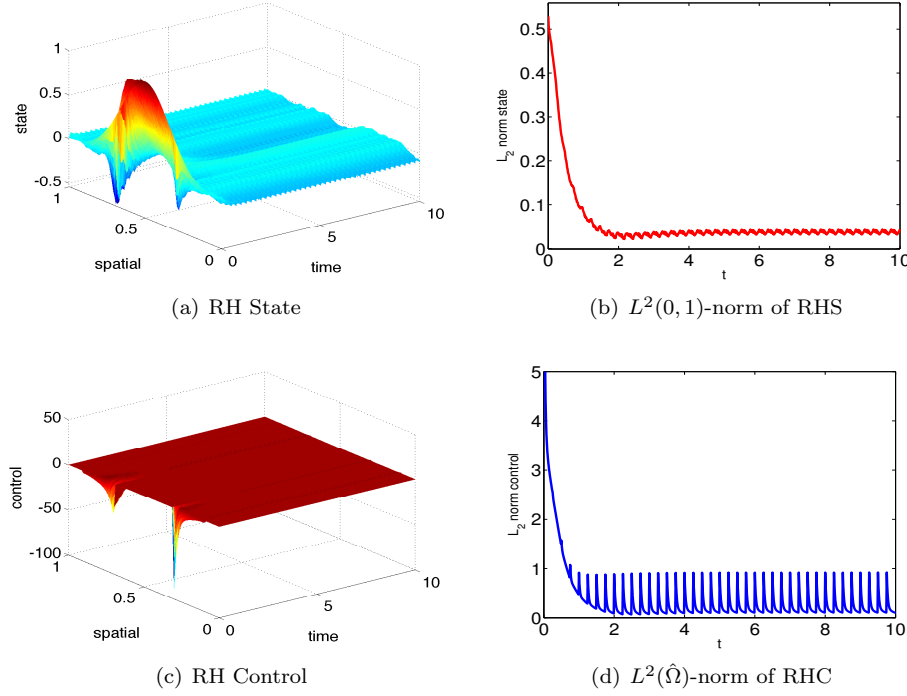 1
0.5
0
-0.5
state
1
0.5
0
spatial
0
5
10
time
(a) RH State
0.5
0.4
0.3
0.2
0.1
0
L_2 norm state
0 2 4 6 8 10
t
(b) L²(0, 1)-norm of RHS
50
0
-50
-100
control
1
0.5
0
spatial
0
5
10
time
(c) RH Control
5
4
3
2
1
0
L_2 norm control
0 2 4 6 8 10
t
(d) L²(Ω̂)-norm of RHC